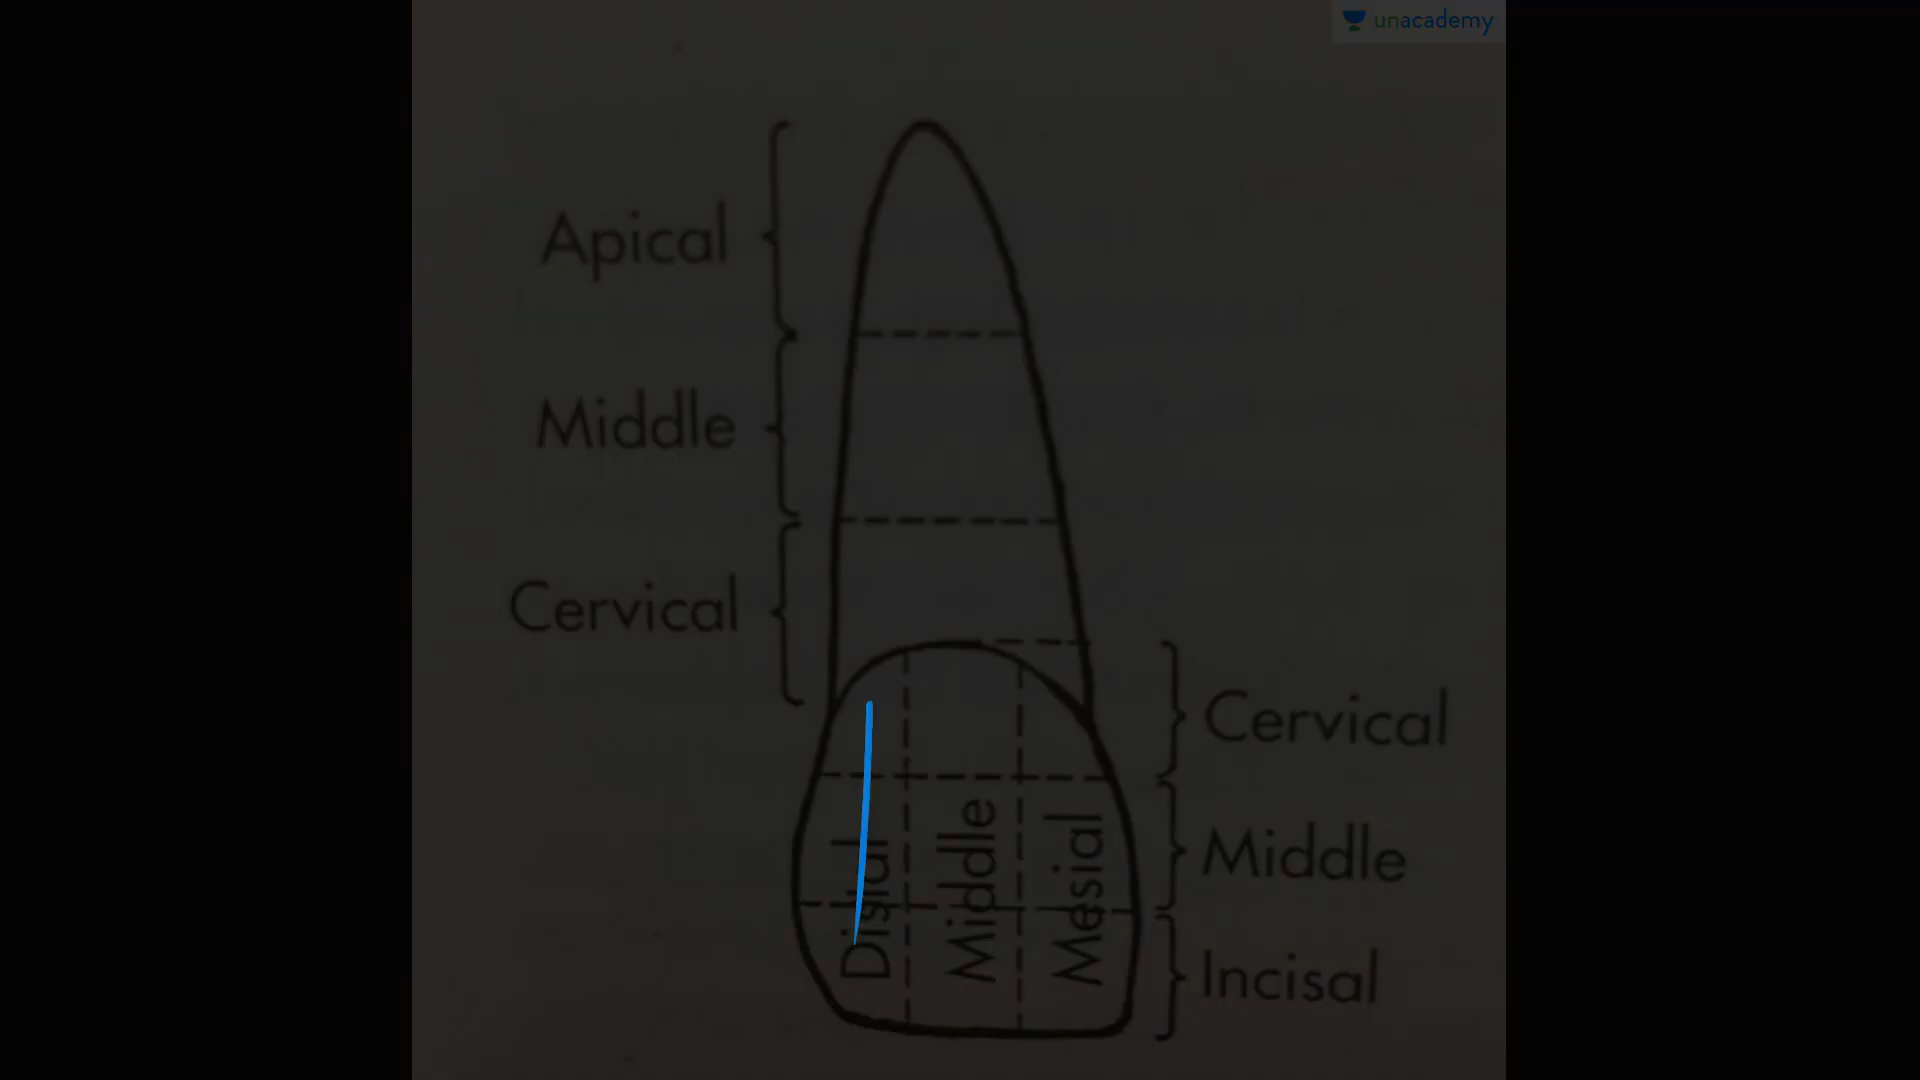 unacademy
Apical
Middle
Cervical
Cervical
Middle
Incisal
Distal
Middle
Mesial